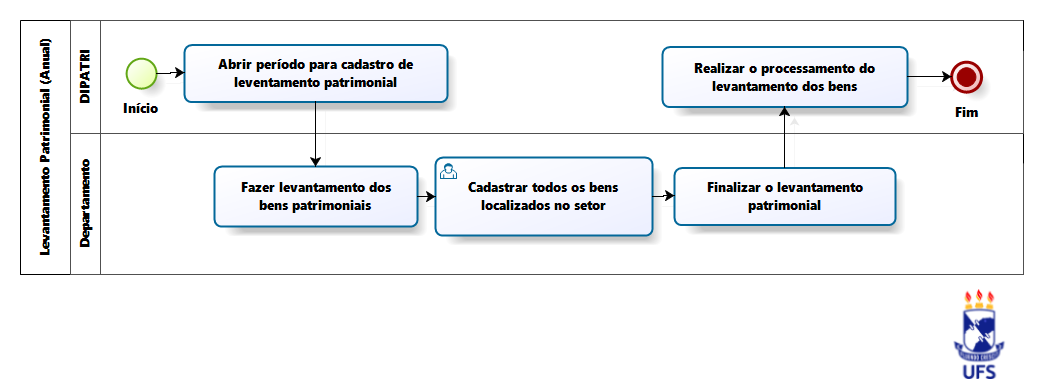 Levantamento Patrimonial (Anual)
DIPATRI
Início
Abrir período para cadastro de
leventamento patrimonial
Realizar o processamento do
levantamento dos bens
Fim
Departamento
Fazer levantamento dos
bens patrimoniais
Cadastrar todos os bens
localizados no setor
Finalizar o levantamento
patrimonial
UFS